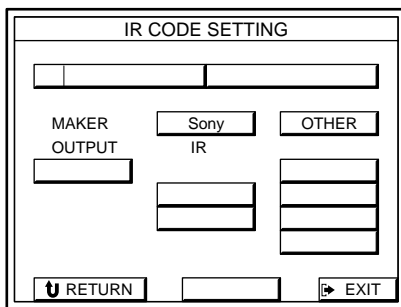 IR CODE SETTING
MAKER Sony OTHER
OUTPUT IR
RETURN EXIT